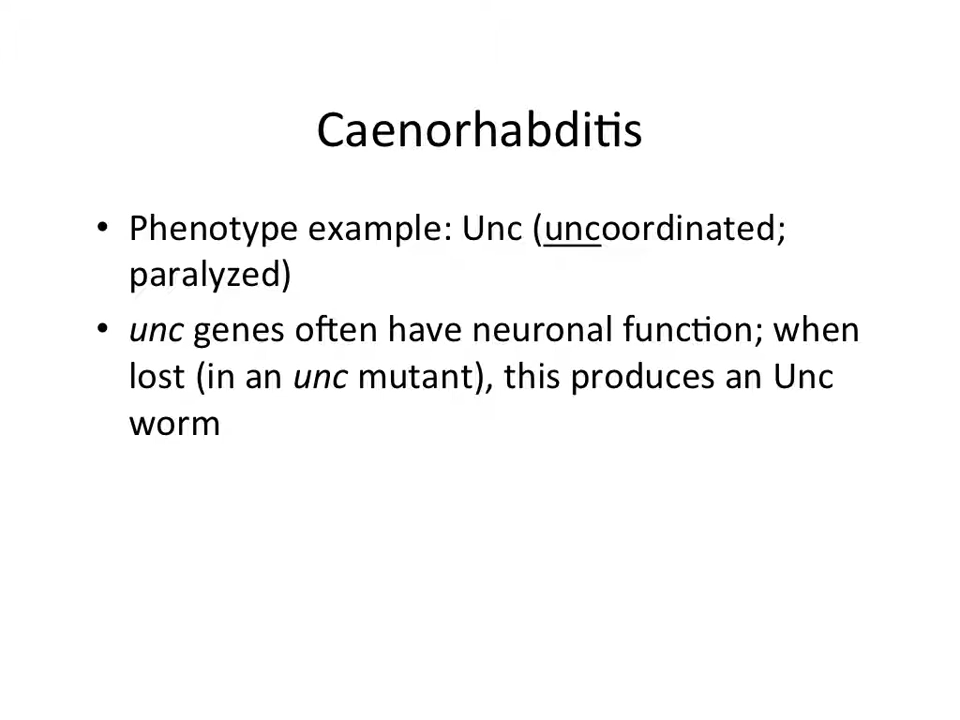 Caenorhabditis
• Phenotype example: Unc (uncoordinated;
paralyzed)
• unc genes often have neuronal function; when
lost (in an unc mutant), this produces an Unc
worm